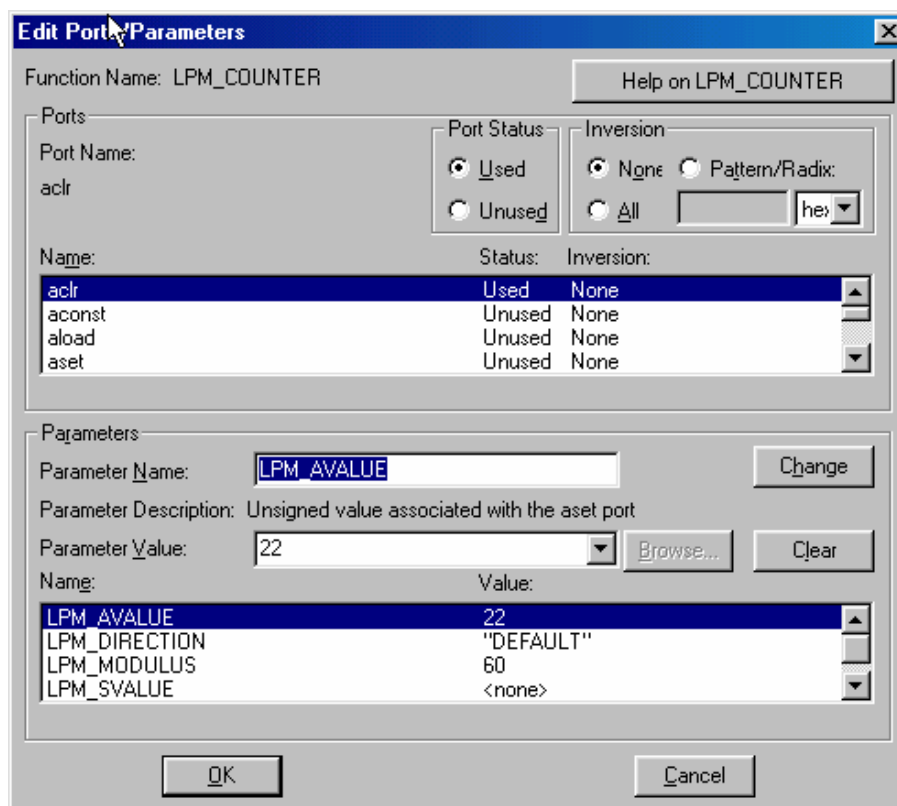 Edit Ports/Parameters
Function Name: LPM_COUNTER
Help on LPM_COUNTER
Ports
Port Name:
aclr
Port Status
Used
Unused
Inversion
None
Pattern/Radix:
All
hex
Name: Status: Inversion:
aclr Used None
aconst Unused None
aload Unused None
aset Unused None
Parameters
Parameter Name: LPM_AVALUE
Change
Parameter Description: Unsigned value associated with the aset port
Parameter Value: 22
Browse...
Clear
Name: Value:
LPM_AVALUE 22
LPM_DIRECTION "DEFAULT"
LPM_MODULUS 60
LPM_SVALUE <none>
OK
Cancel